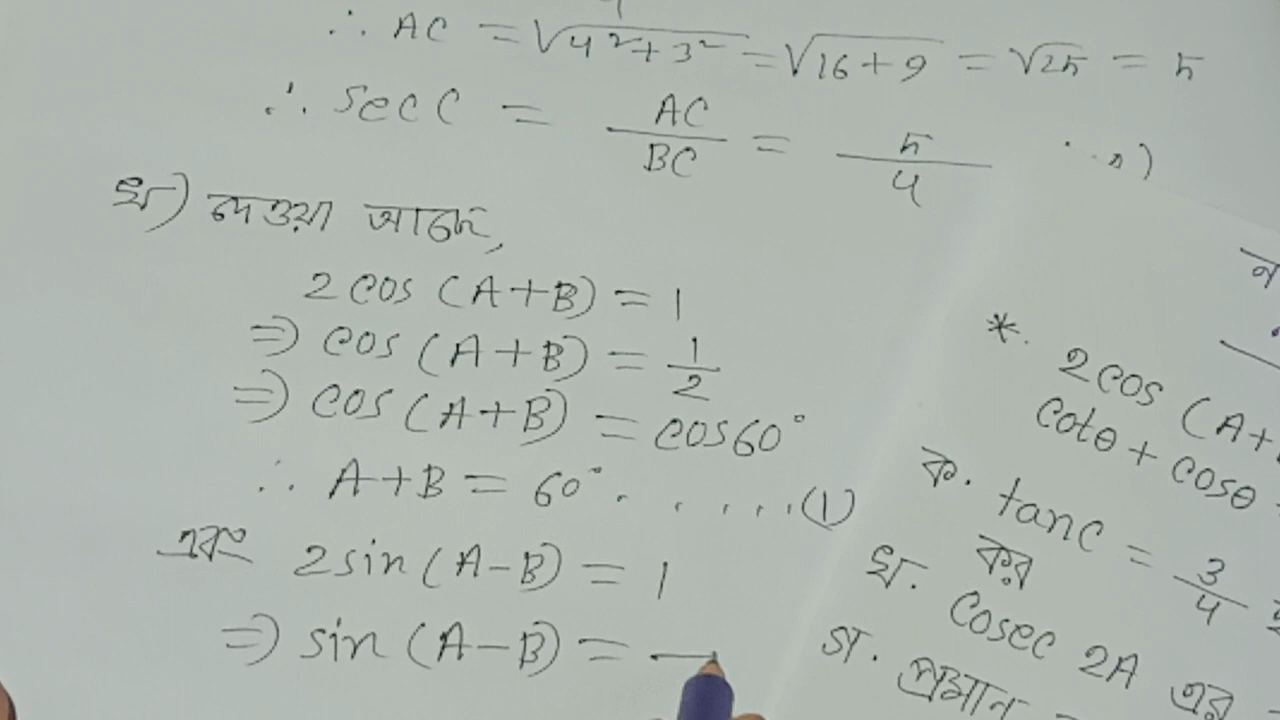 ∴ AC = √4²+3² = √16+9 = √25 = 5
∴ secC = AC/BC = 5/4
খ) দেওয়া আছে,
2cos (A+B) = 1
⇒ cos (A+B) = 1/2
⇒ cos (A+B) = cos60°
∴ A+B = 60° . . . . . (1)
এবং 2sin (A-B) = 1
⇒ sin (A-B) = —
*. 2cos (A+
cotθ + cosθ
ক. tanc = 3/4
কর
খ. Cosec 2A এর
গ. প্রমান